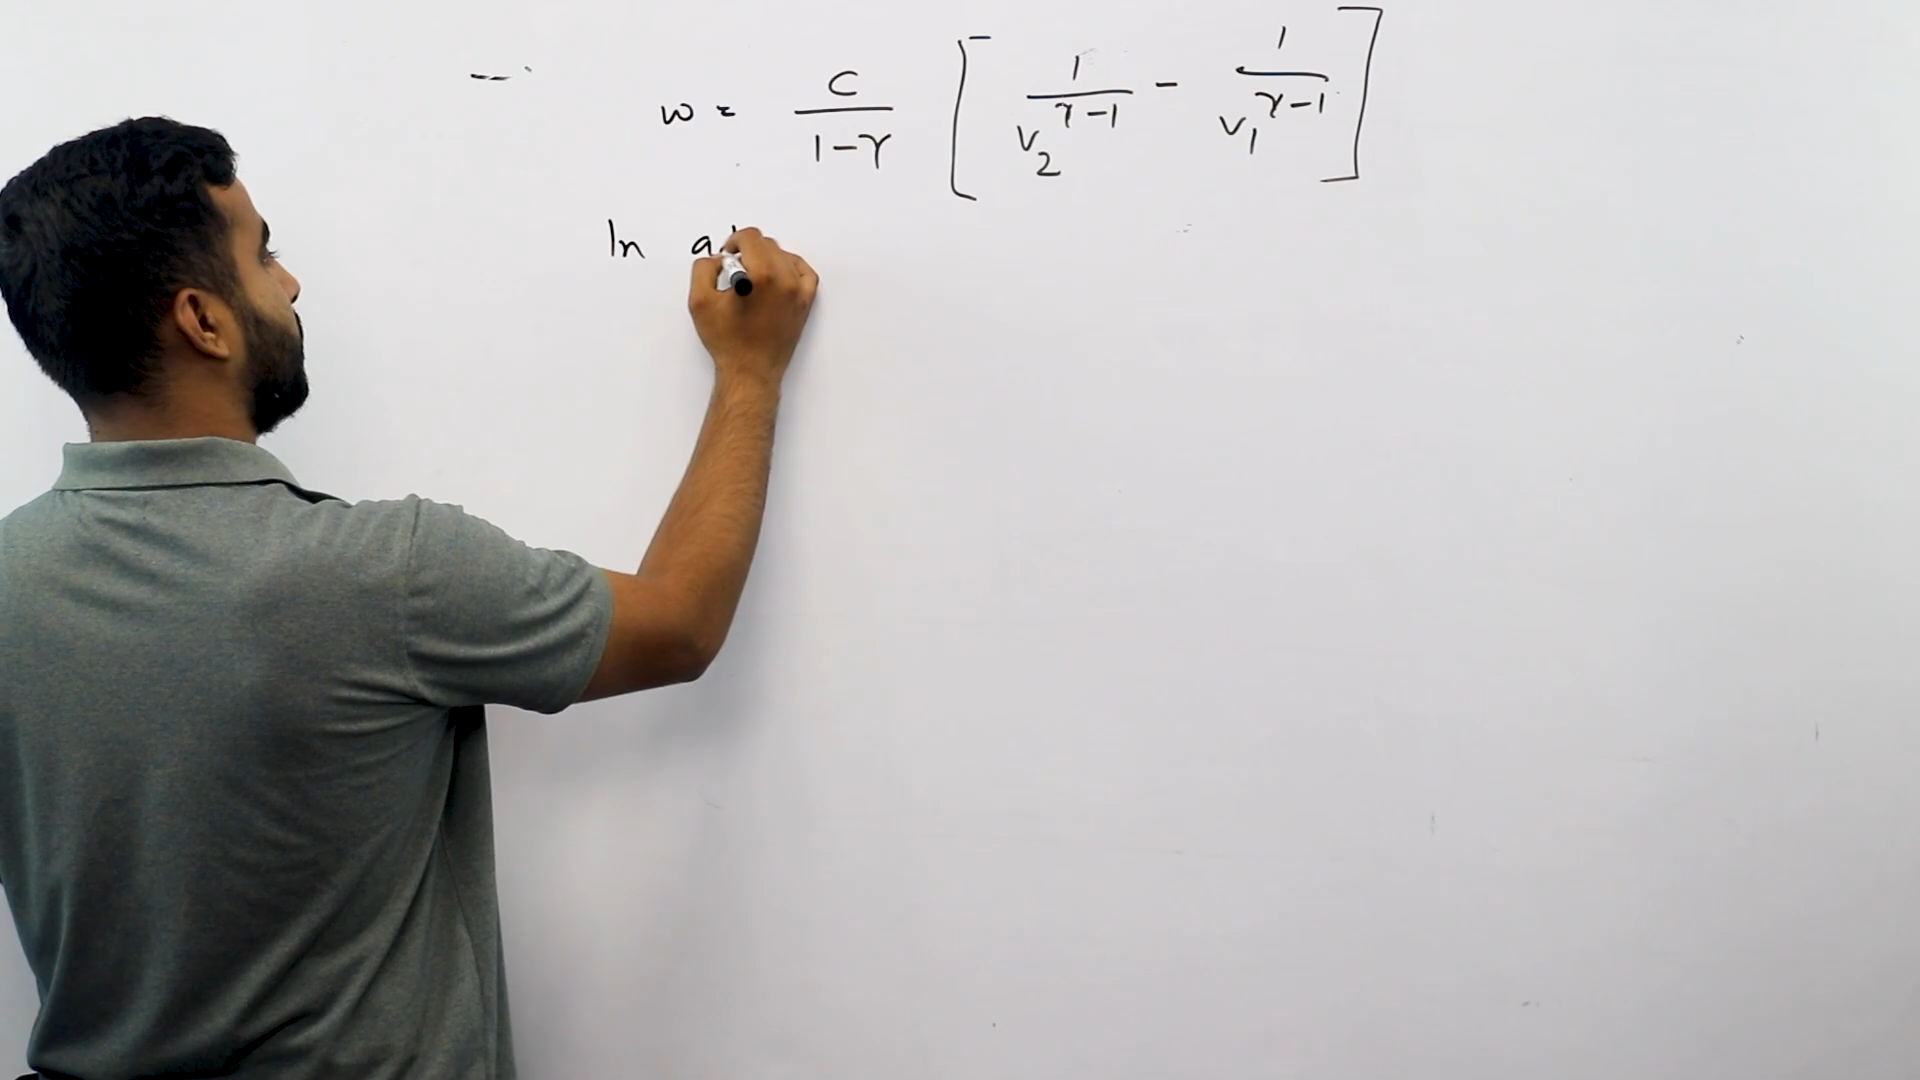 w = C / 1-γ [ 1 / V₂^γ-1 - 1 / V₁^γ-1 ]
In